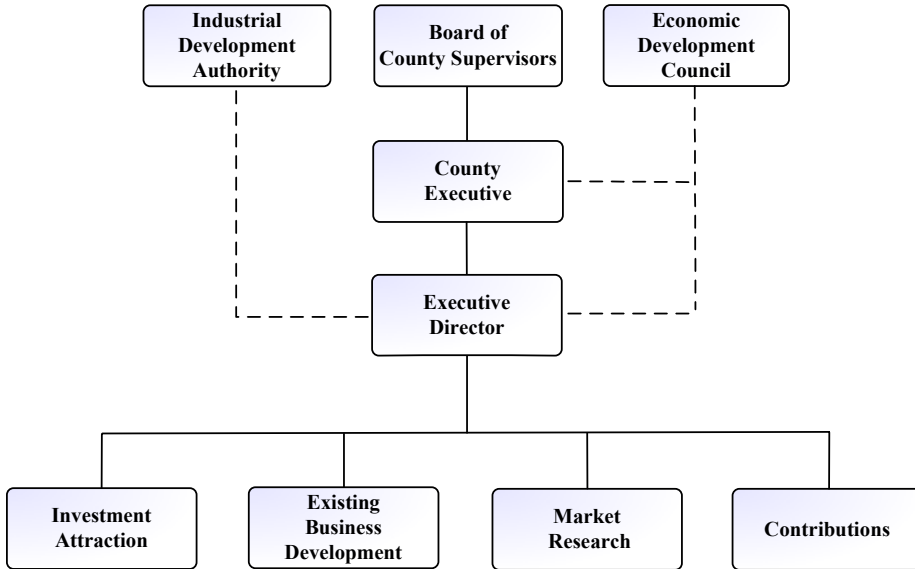 Industrial
Development
Authority
Board of
County Supervisors
Economic
Development
Council
County
Executive
Executive
Director
Investment
Attraction
Existing
Business
Development
Market
Research
Contributions